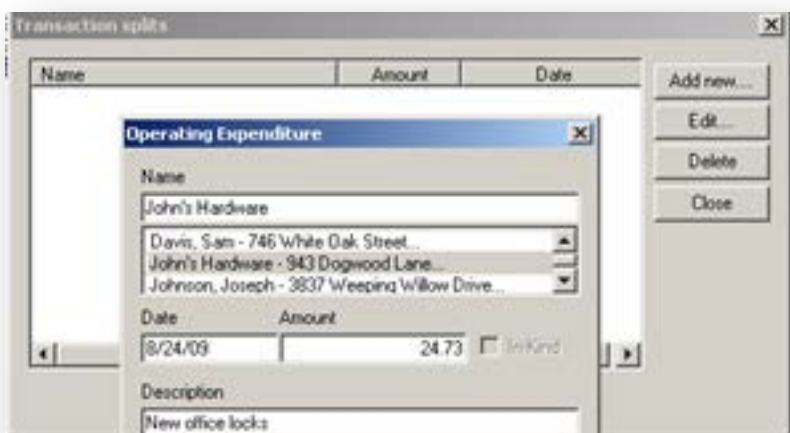 Transaction splits
Name Amount Date
Add new...
Edit...
Delete
Close
Operating Expenditure
Name
John's Hardware
Davis, Sam - 746 White Oak Street...
John's Hardware - 943 Dogwood Lane...
Johnson, Joseph - 3837 Weeping Willow Drive...
Date Amount
8/24/09 24.73 In-Kind
Description
New office locks